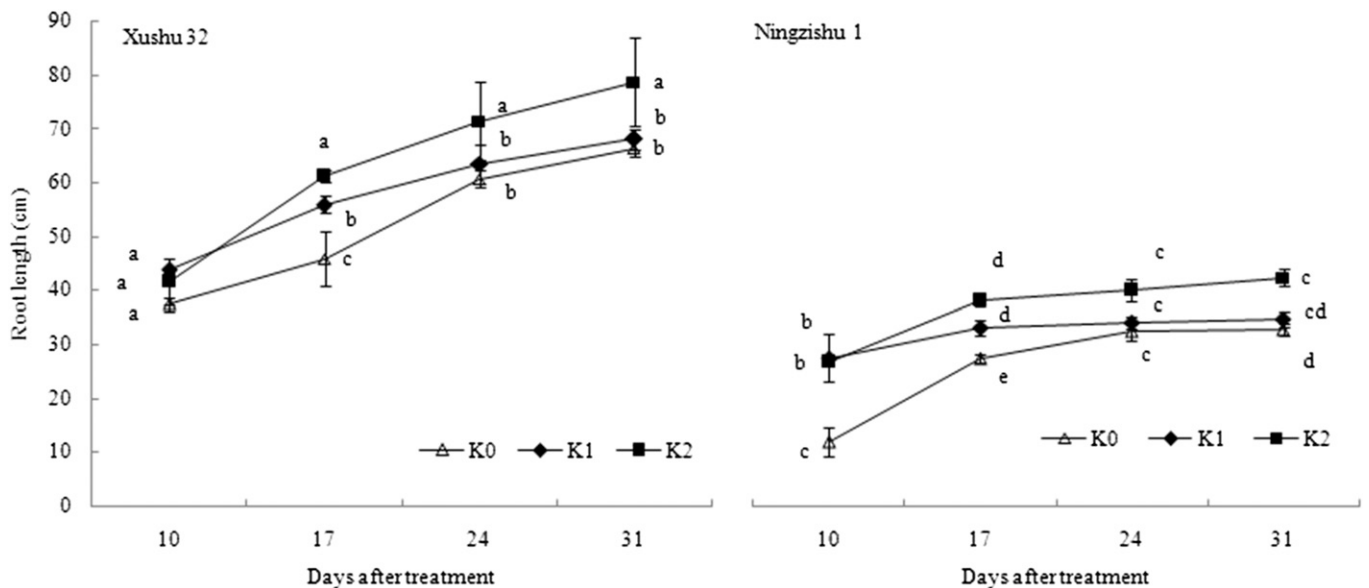 Xushu 32
Ningzishu 1
Root length (cm)
90
80
70
60
50
40
30
20
10
0
a
a
a
a
b
c
a
b
b
a
b
b
b
b
c
d
d
e
c
c
c
c
cd
d
K0 K1 K2
K0 K1 K2
10 17 24 31
10 17 24 31
Days after treatment
Days after treatment